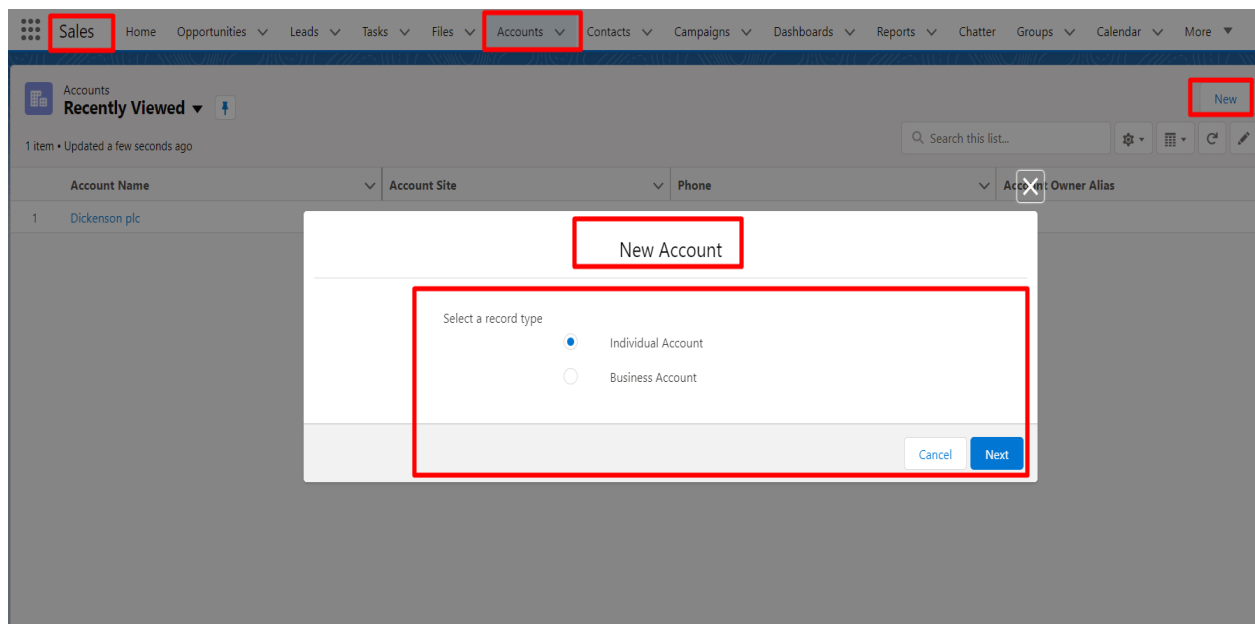 Sales Home Opportunities Leads Tasks Files Accounts Contacts Campaigns Dashboards Reports Chatter Groups Calendar More
Accounts
Recently Viewed
New
1 item • Updated a few seconds ago
Search this list...
Account Name Account Site Phone Account Owner Alias
1 Dickenson plc
New Account
Select a record type
Individual Account
Business Account
Cancel Next